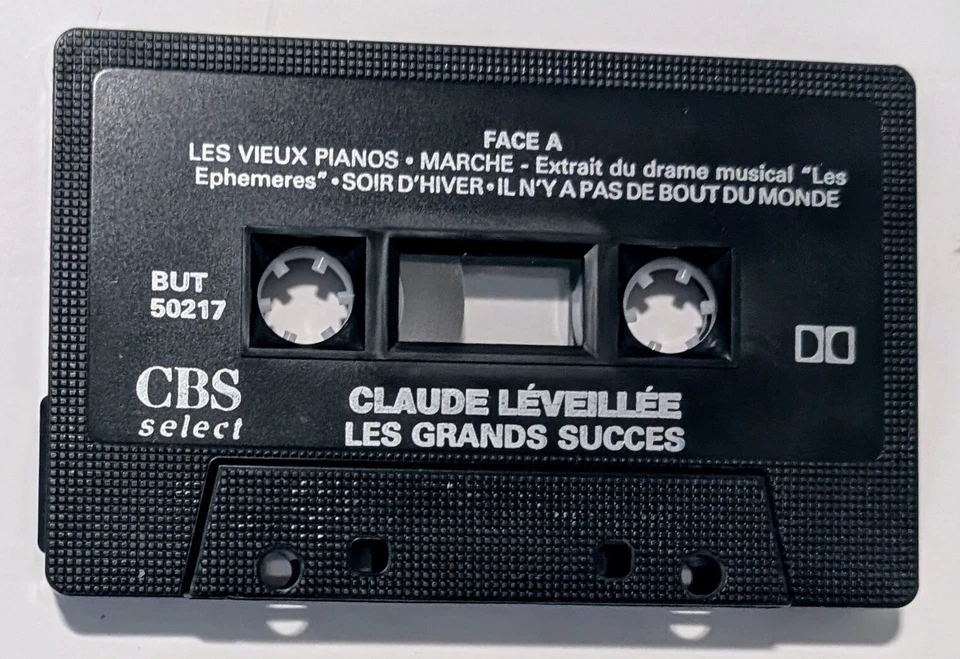 FACE A
LES VIEUX PIANOS • MARCHE - Extrait du drame musical "Les
Ephemeres" • SOIR D'HIVER • IL N'Y A PAS DE BOUT DU MONDE
BUT
50217
CBS
select
CLAUDE LÉVEILLÉE
LES GRANDS SUCCES